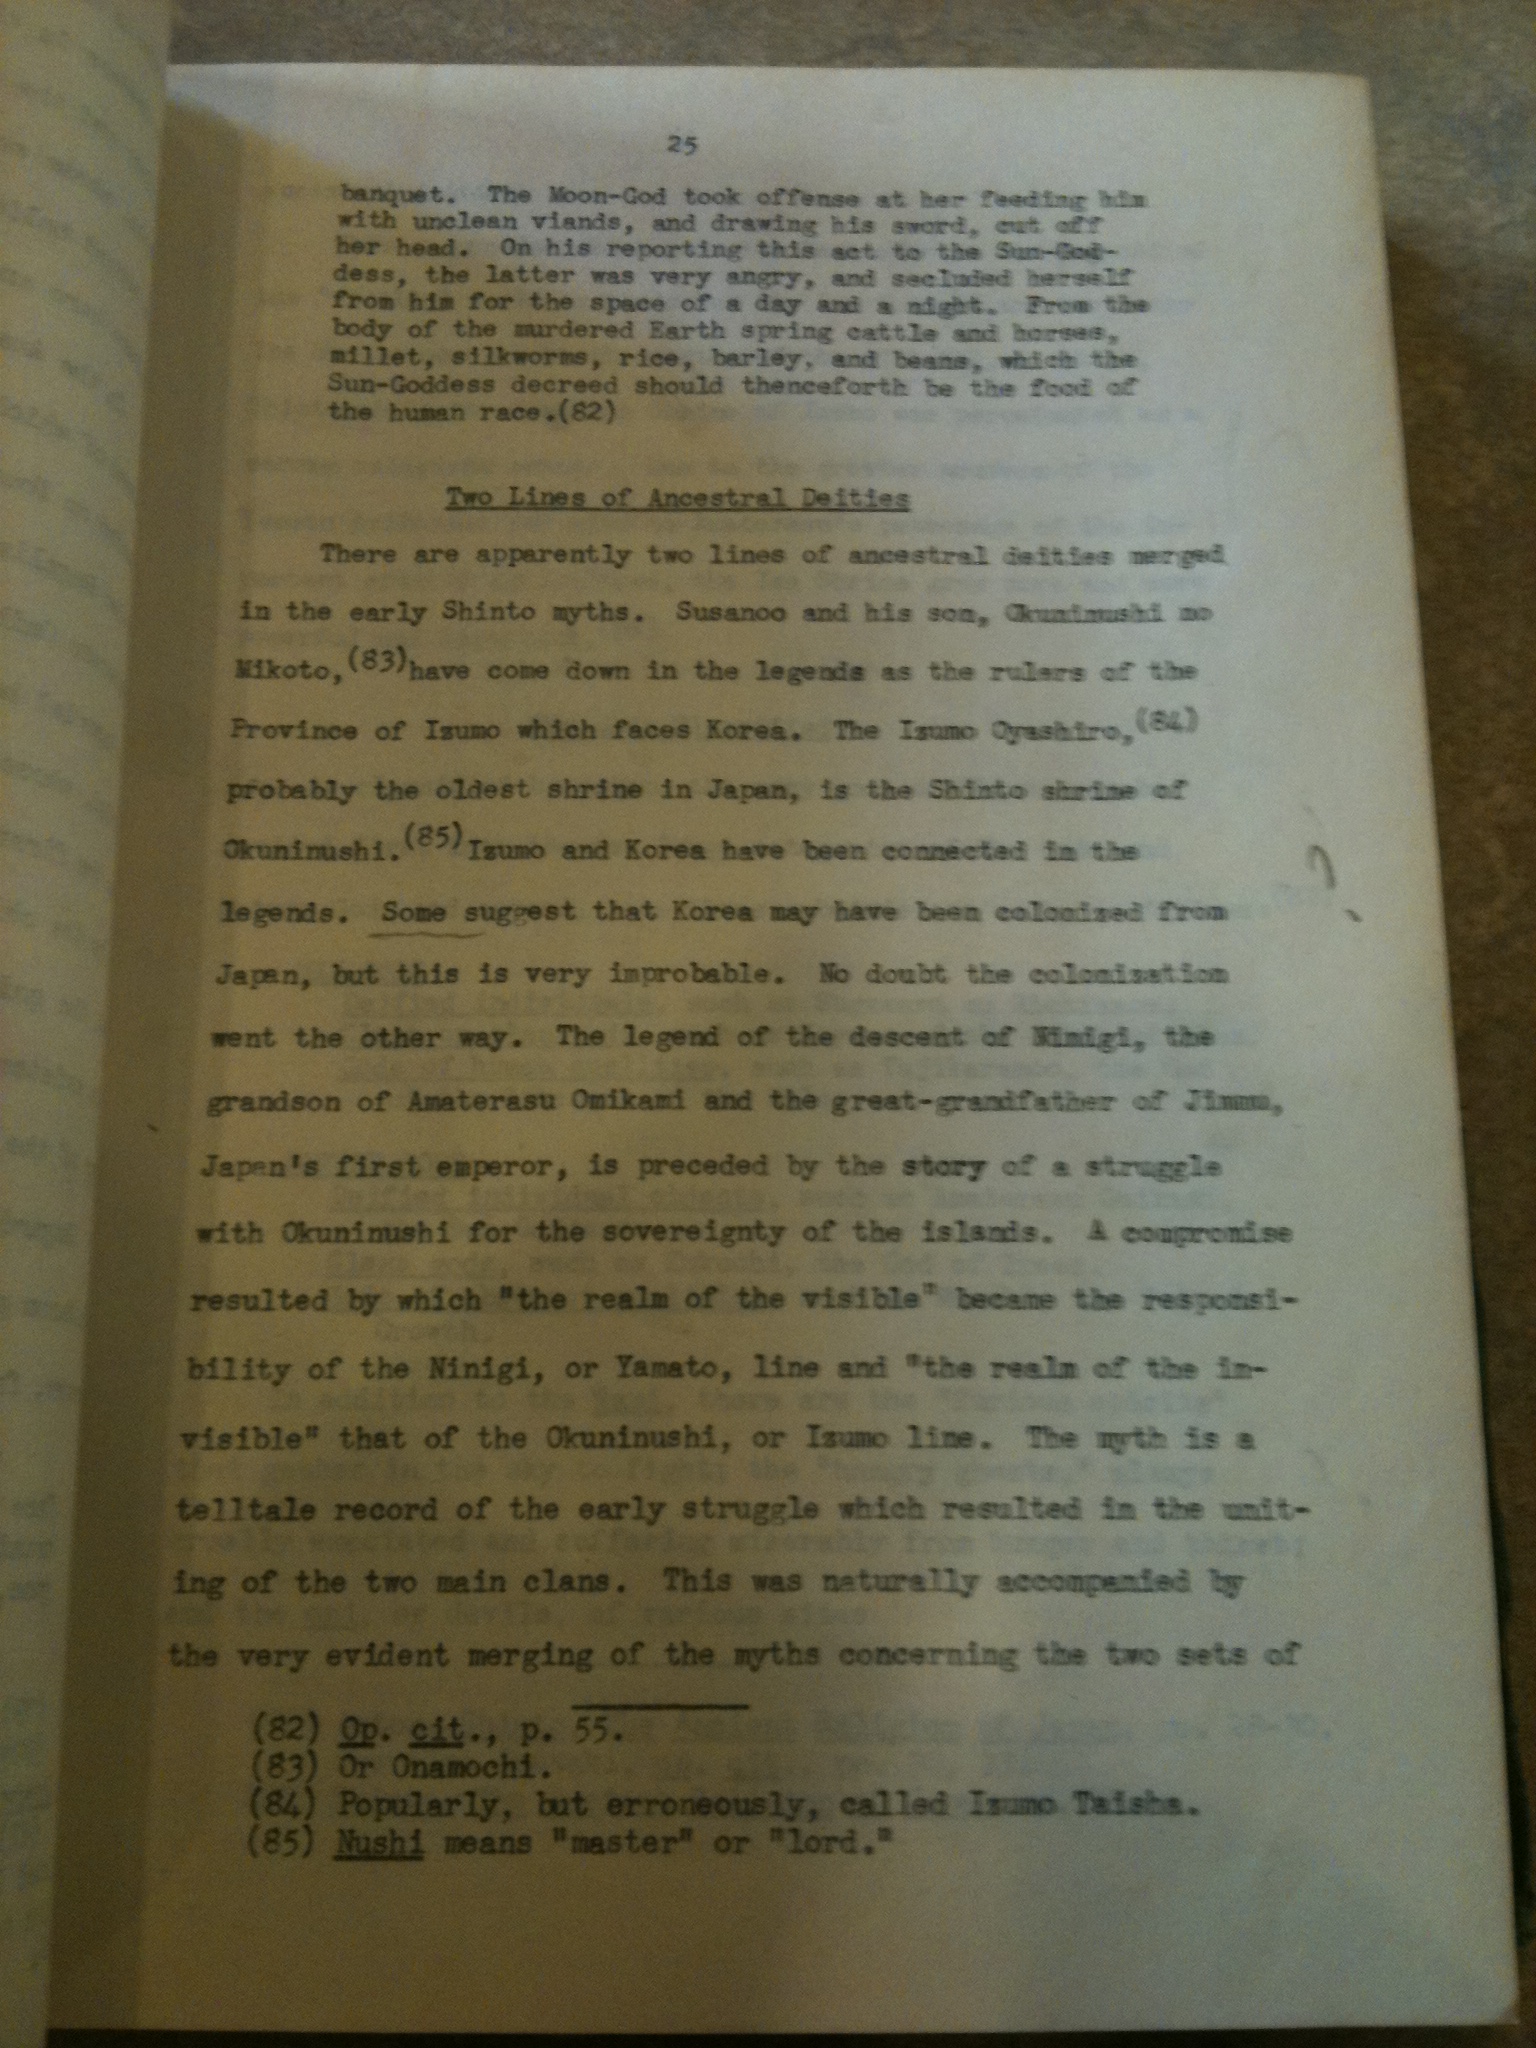 25
banquet. The Moon-God took offense at her feeding him
with unclean viands, and drawing his sword, cut off
her head. On his reporting this act to the Sun-God-
dess, the latter was very angry, and secluded herself
from him for the space of a day and a night. From the
body of the murdered Earth spring cattle and horses,
millet, silkworms, rice, barley, and beans, which the
Sun-Goddess decreed should thenceforth be the food of
the human race.(82)
Two Lines of Ancestral Deities
There are apparently two lines of ancestral deities merged
in the early Shinto myths. Susanoo and his son, Okuninushi no
Mikoto,(83)have come down in the legends as the rulers of the
Province of Izumo which faces Korea. The Izumo Oyashiro,(84)
probably the oldest shrine in Japan, is the Shinto shrine of
Okuninushi.(85)Izumo and Korea have been connected in the
legends. Some suggest that Korea may have been colonized from
Japan, but this is very improbable. No doubt the colonization
went the other way. The legend of the descent of Ninigi, the
grandson of Amaterasu Omikami and the great-grandfather of Jimmu,
Japan's first emperor, is preceded by the story of a struggle
with Okuninushi for the sovereignty of the islands. A compromise
resulted by which "the realm of the visible" became the responsi-
bility of the Ninigi, or Yamato, line and "the realm of the in-
visible" that of the Okuninushi, or Izumo line. The myth is a
telltale record of the early struggle which resulted in the unit-
ing of the two main clans. This was naturally accompanied by
the very evident merging of the myths concerning the two sets of
(82) Op. cit., p. 55.
(83) Or Onamochi.
(84) Popularly, but erroneously, called Izumo Taisha.
(85) Nushi means "master" or "lord."